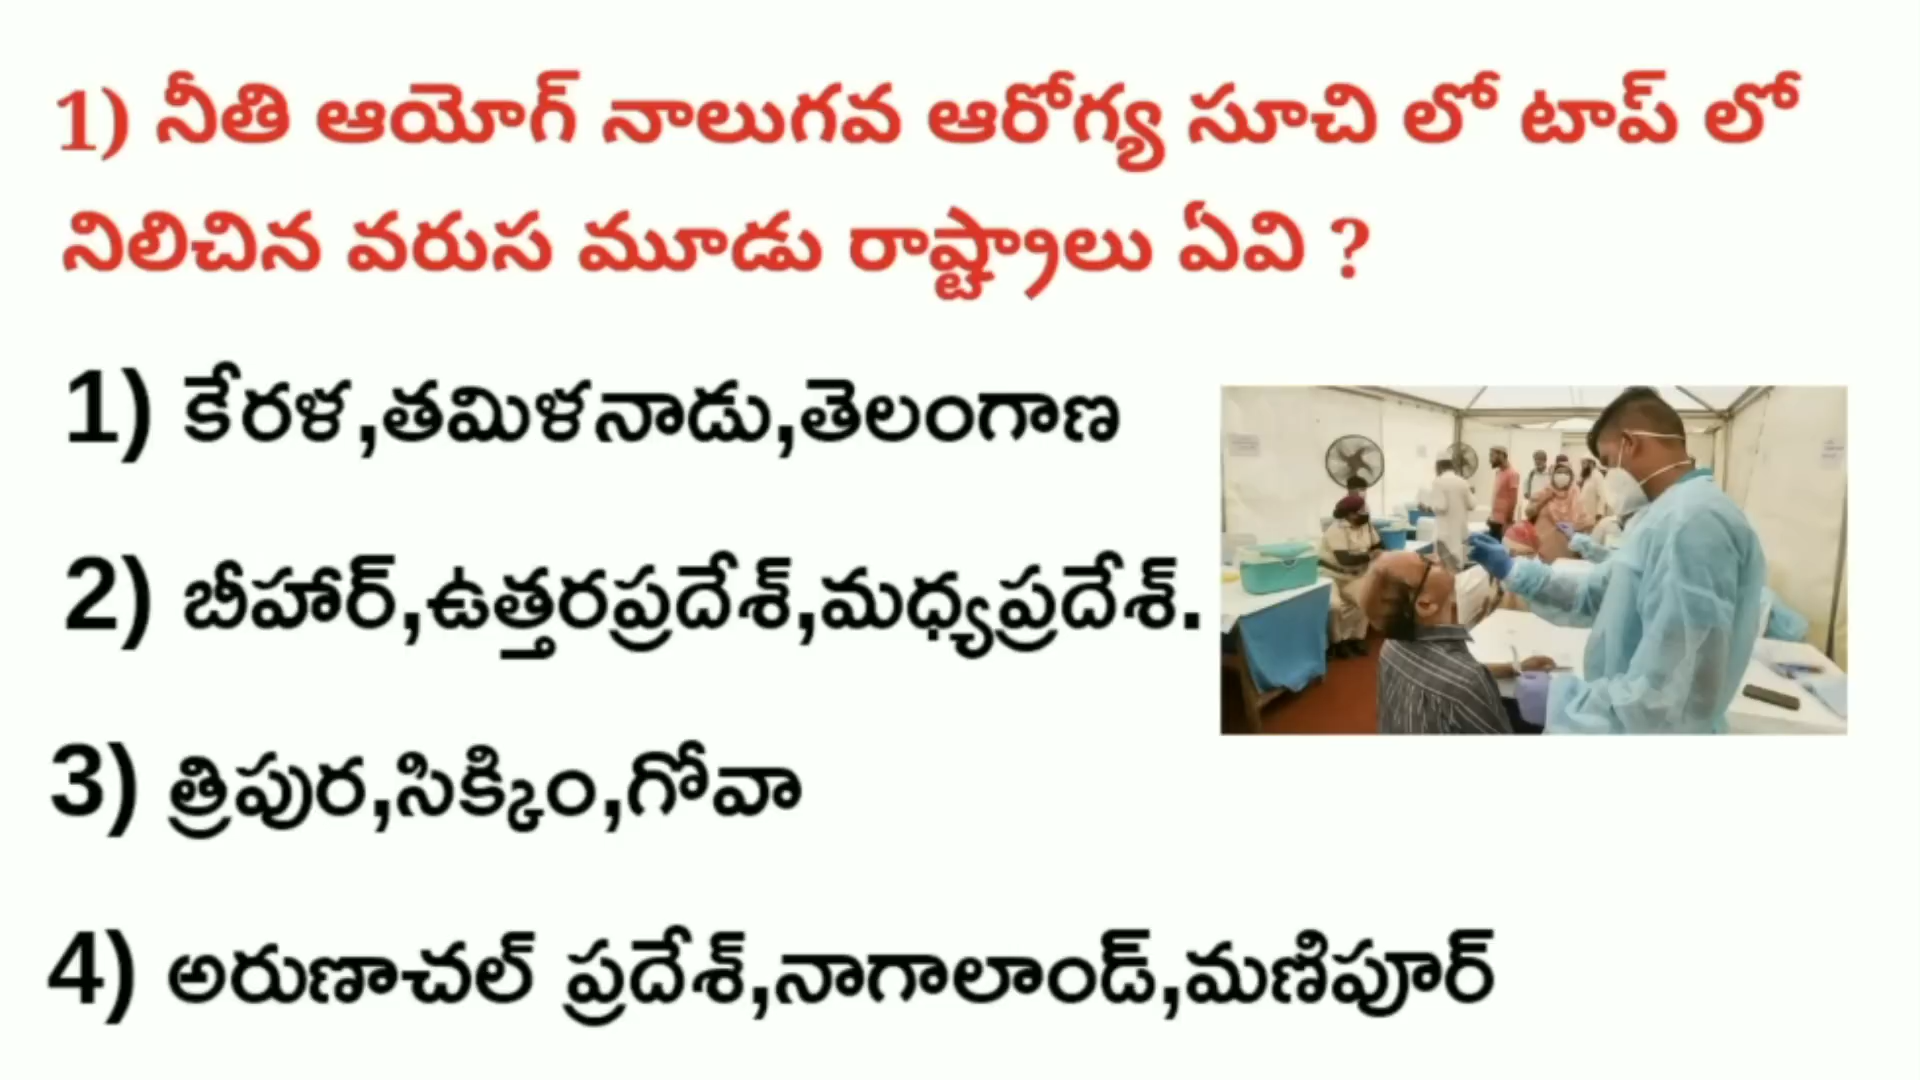 1) నీతి ఆయోగ్ నాలుగవ ఆరోగ్య సూచి లో టాప్ లో
నిలిచిన వరుస మూడు రాష్ట్రాలు ఏవి ?
1) కేరళ,తమిళనాడు,తెలంగాణ
2) బీహార్,ఉత్తరప్రదేశ్,మధ్యప్రదేశ్.
3) త్రిపుర,సిక్కిం,గోవా
4) అరుణాచల్ ప్రదేశ్,నాగాలాండ్,మణిపూర్